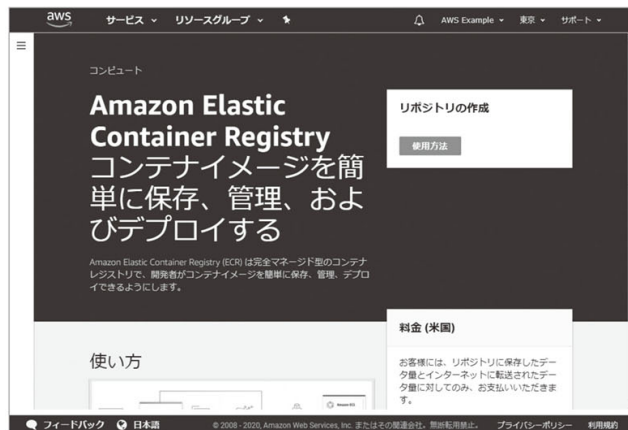 aws
サービス
リソースグループ
AWS Example
東京
サポート
コンピュート
Amazon Elastic
Container Registry
コンテナイメージを簡
単に保存、管理、およ
びデプロイする
Amazon Elastic Container Registry (ECR) は完全マネージド型のコンテナ
レジストリで、開発者がコンテナイメージを簡単に保存、管理、デプロ
イできるようにします。
リポジトリの作成
使用方法
料金 (米国)
お客様には、リポジトリに保存したデー
タ量とインターネットに転送されたデー
タ量に対してのみ、お支払いいただきま
す。
使い方
Amazon ECS
フィードバック
日本語
© 2008 - 2020, Amazon Web Services, Inc. またはその関連会社。無断転用禁止。
プライバシーポリシー
利用規約